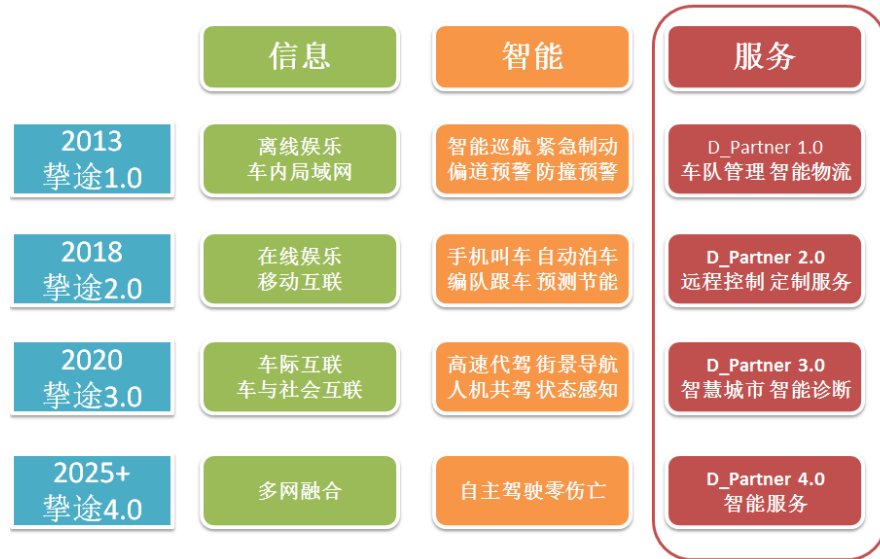 信息
智能
服务
2013
挚途1.0
离线娱乐
车内局域网
智能巡航 紧急制动
偏道预警 防撞预警
D_Partner 1.0
车队管理 智能物流
2018
挚途2.0
在线娱乐
移动互联
手机叫车 自动泊车
编队跟车 预测节能
D_Partner 2.0
远程控制 定制服务
2020
挚途3.0
车际互联
车与社会互联
高速代驾 街景导航
人机共驾 状态感知
D_Partner 3.0
智慧城市 智能诊断
2025+
挚途4.0
多网融合
自主驾驶零伤亡
D_Partner 4.0
智能服务